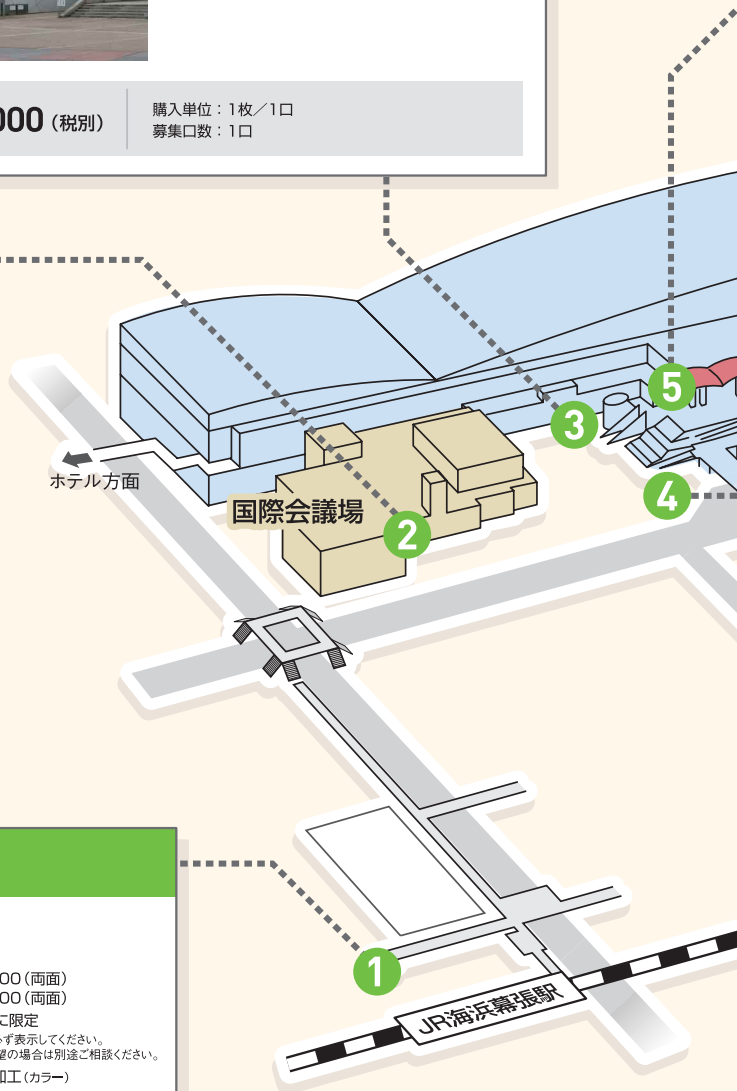 000（税別）
購入単位：1枚／1口
募集口数：1口
5
3
4
ホテル方面
国際会議場
2
00（両面）
00（両面）
に限定
ず表示してください。
望の場合は別途ご相談ください。
加工（カラー）
1
JR海浜幕張駅